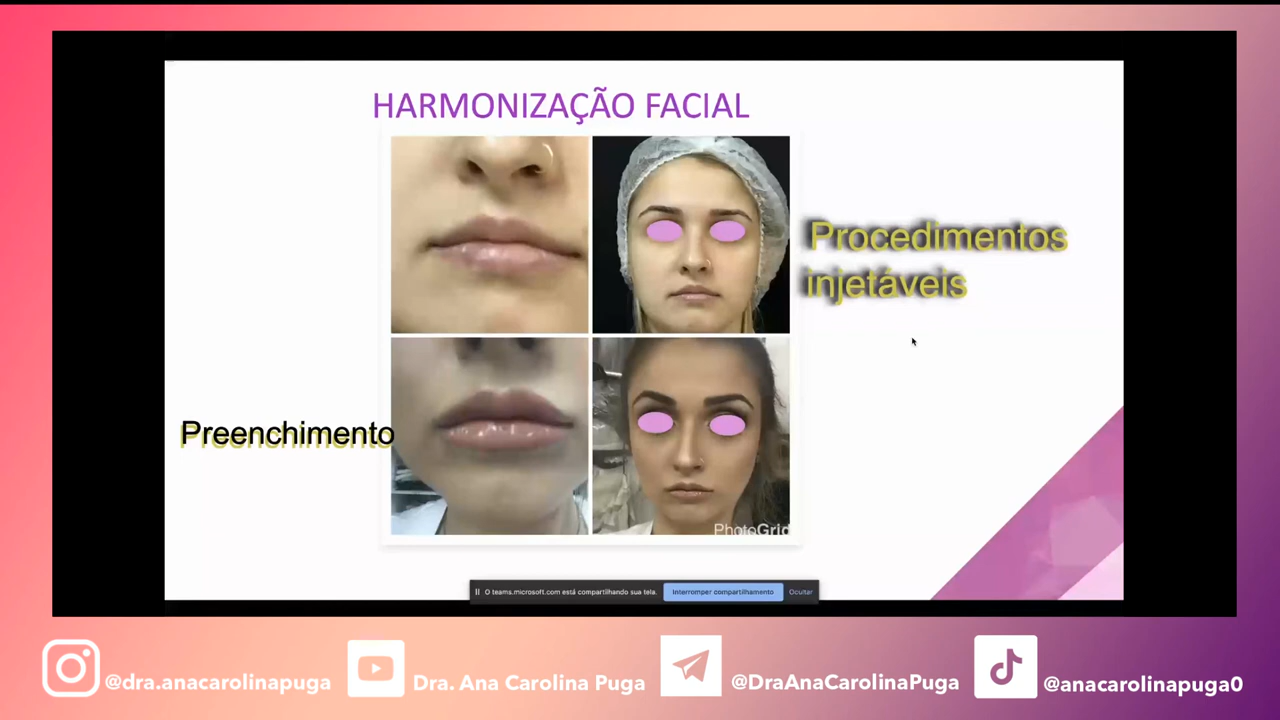 HARMONIZAÇÃO FACIAL
Procedimentos
injetáveis
Preenchimento
PhotoGrid
O teams.microsoft.com está compartilhando sua tela.
Interromper compartilhamento
Ocultar
@dra.anacarolinapuga
Dra. Ana Carolina Puga
@DraAnaCarolinaPuga
@anacarolinapuga0